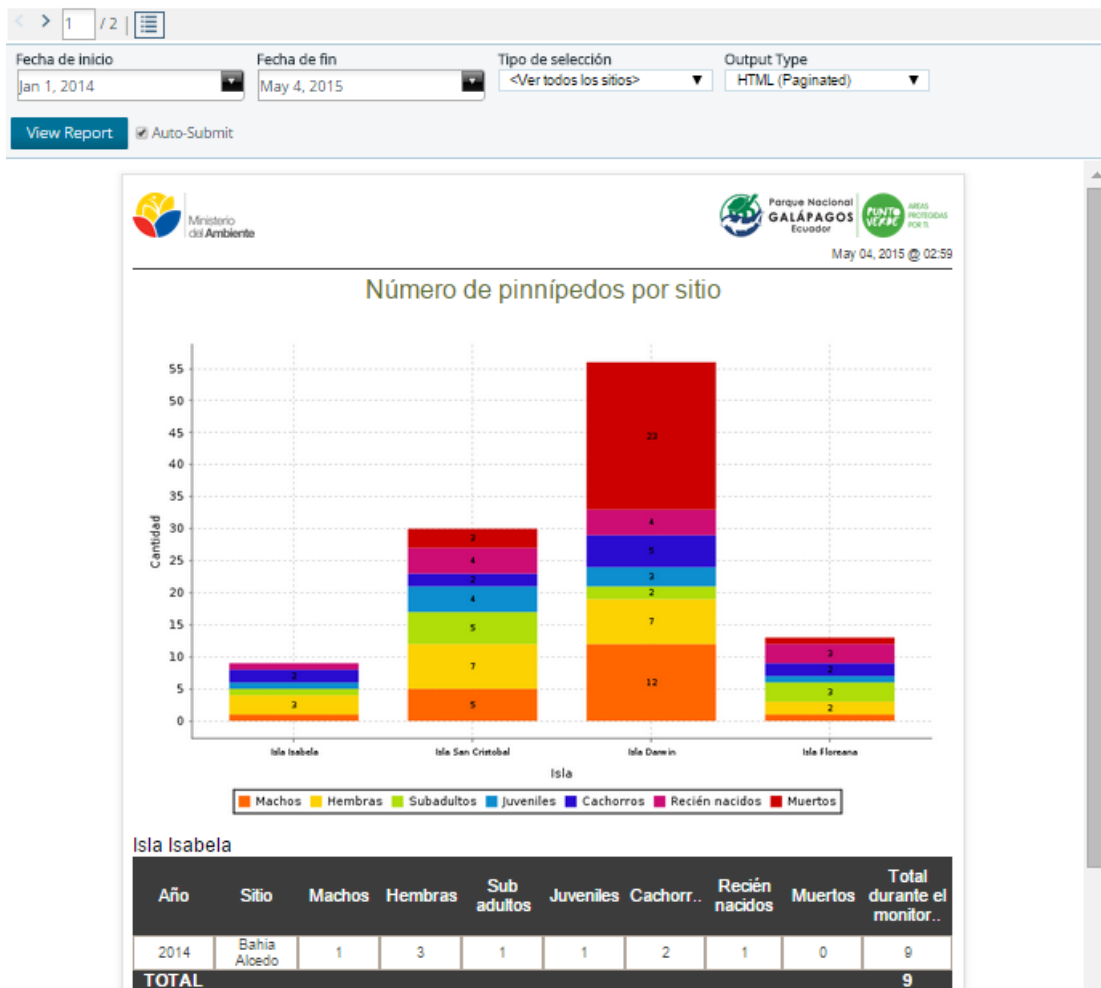 1 / 2
Fecha de inicio Fecha de fin Tipo de selección Output Type
Jan 1, 2014 May 4, 2015 <Ver todos los sitios> HTML (Paginated)
View Report Auto-Submit
Ministerio
del Ambiente
Parque Nacional
GALÁPAGOS
Ecuador
PUNTO
VERDE
AREAS
PROTEGIDAS
POR TI.
May 04, 2015 @ 02:59
Número de pinnípedos por sitio
Cantidad
55
50
45
40
35
30
25
20
15
10
5
0
2
3
3
4
2
4
5
7
5
23
4
5
3
2
7
12
3
2
3
2
Isla Isabela Isla San Cristobal Isla Darwin Isla Floreana
Isla
Machos Hembras Subadultos Juveniles Cachorros Recién nacidos Muertos
Isla Isabela
Año Sitio Machos Hembras Sub adultos Juveniles Cachorr.. Recién nacidos Muertos Total durante el monitor..
2014 Bahia Alcedo 1 3 1 1 2 1 0 9
TOTAL 9